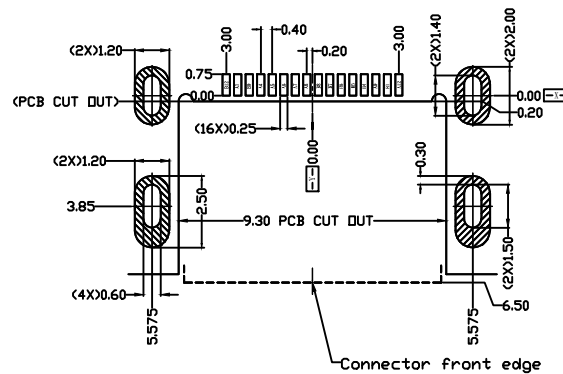 (2X)1.20
3.00
0.40
0.20
3.00
(2X)1.40
(2X)2.00
0.75
0.00
(PCB CUT OUT)
0.00
-X-
0.20
(16X)0.25
0.00
-Y-
(2X)1.20
0.30
3.85
2.50
9.30 PCB CUT OUT
(2X)1.50
(4X)0.60
6.50
5.575
5.575
Connector front edge